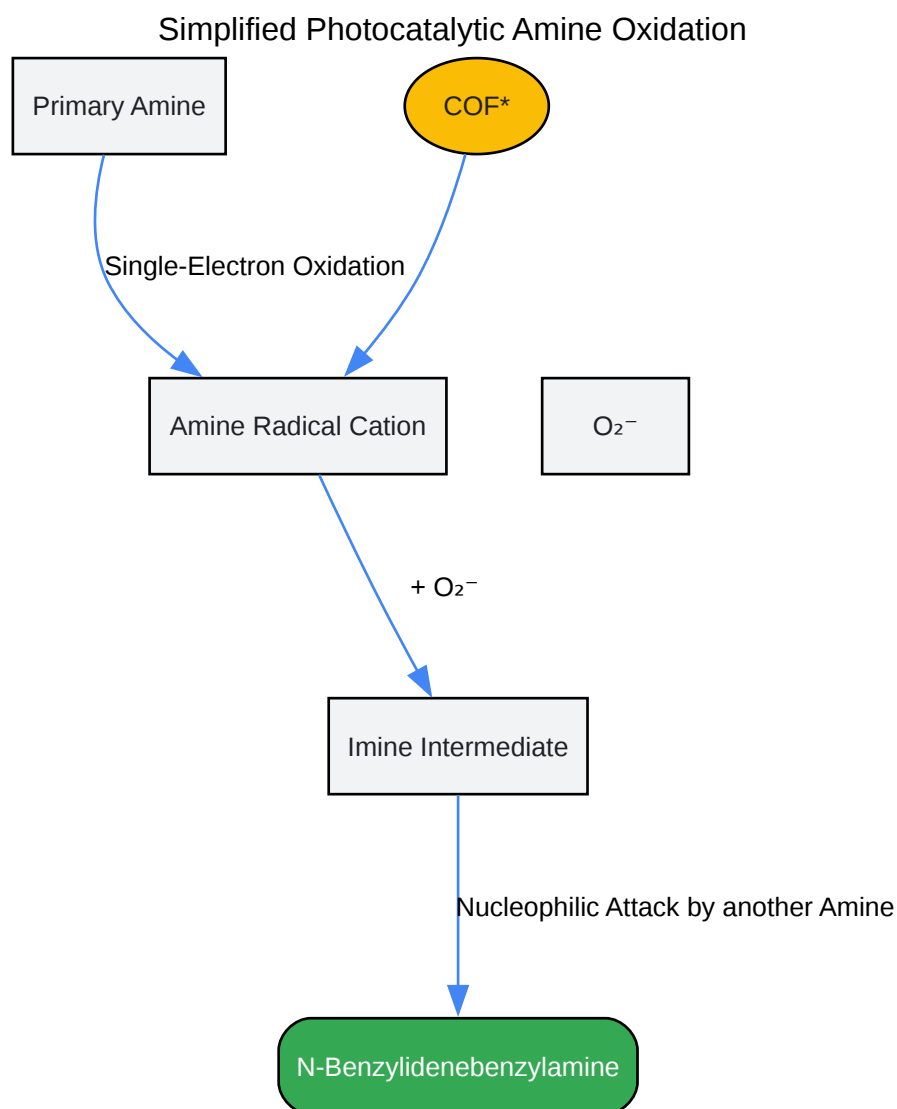 Simplified Photocatalytic Amine Oxidation
Primary Amine
COF*
Single-Electron Oxidation
Amine Radical Cation
O₂⁻
+ O₂⁻
Imine Intermediate
Nucleophilic Attack by another Amine
N-Benzylidenebenzylamine